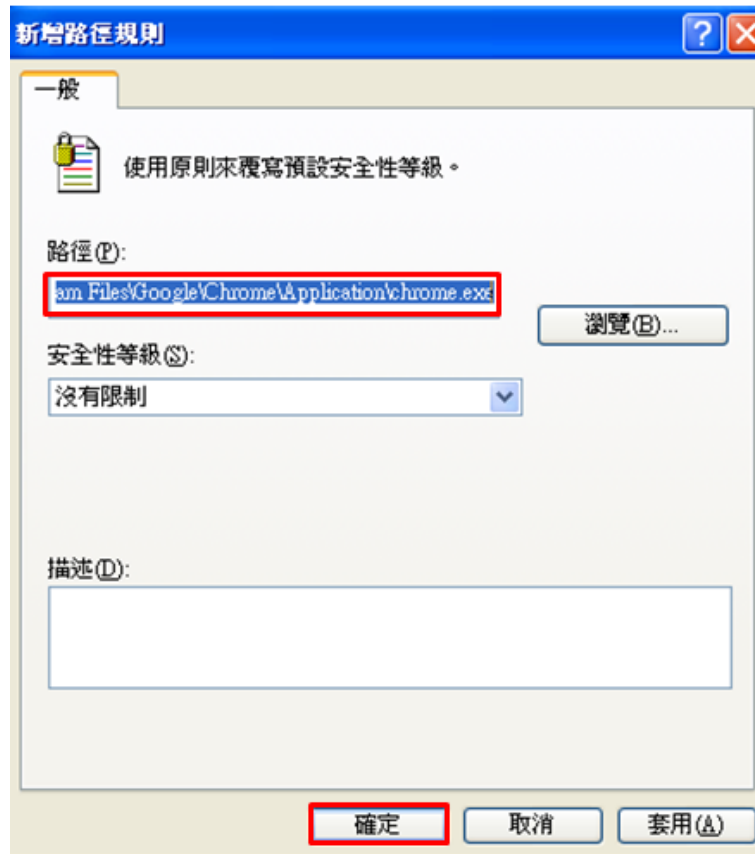 新增路徑規則
一般
使用原則來覆寫預設安全性等級。
路徑(P):
am Files\Google\Chrome\Application\chrome.exe
瀏覽(B)...
安全性等級(S):
沒有限制
描述(D):
確定
取消
套用(A)